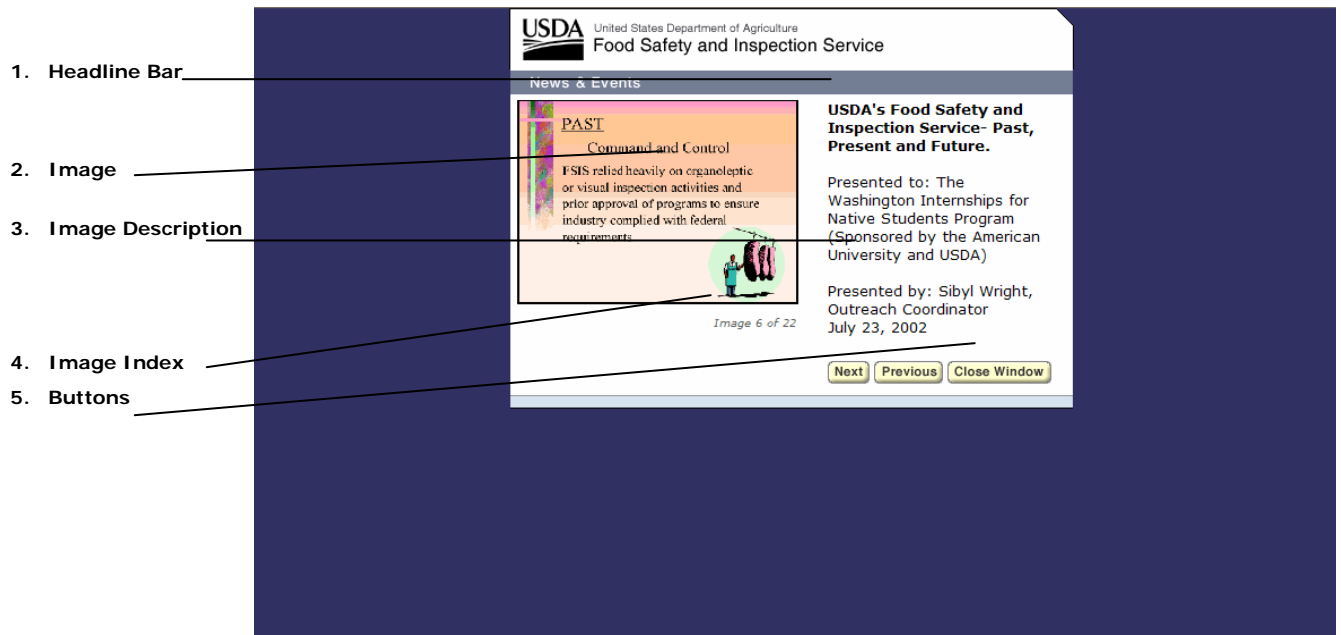 1. Headline Bar
2. Image
3. Image Description
4. Image Index
5. Buttons
USDA
United States Department of Agriculture
Food Safety and Inspection Service
News & Events
PAST
Command and Control
FSIS relied heavily on organoleptic
or visual inspection activities and
prior approval of programs to ensure
industry complied with federal
requirements
Image 6 of 22
USDA's Food Safety and
Inspection Service- Past,
Present and Future.
Presented to: The
Washington Internships for
Native Students Program
(Sponsored by the American
University and USDA)
Presented by: Sibyl Wright,
Outreach Coordinator
July 23, 2002
Next Previous Close Window